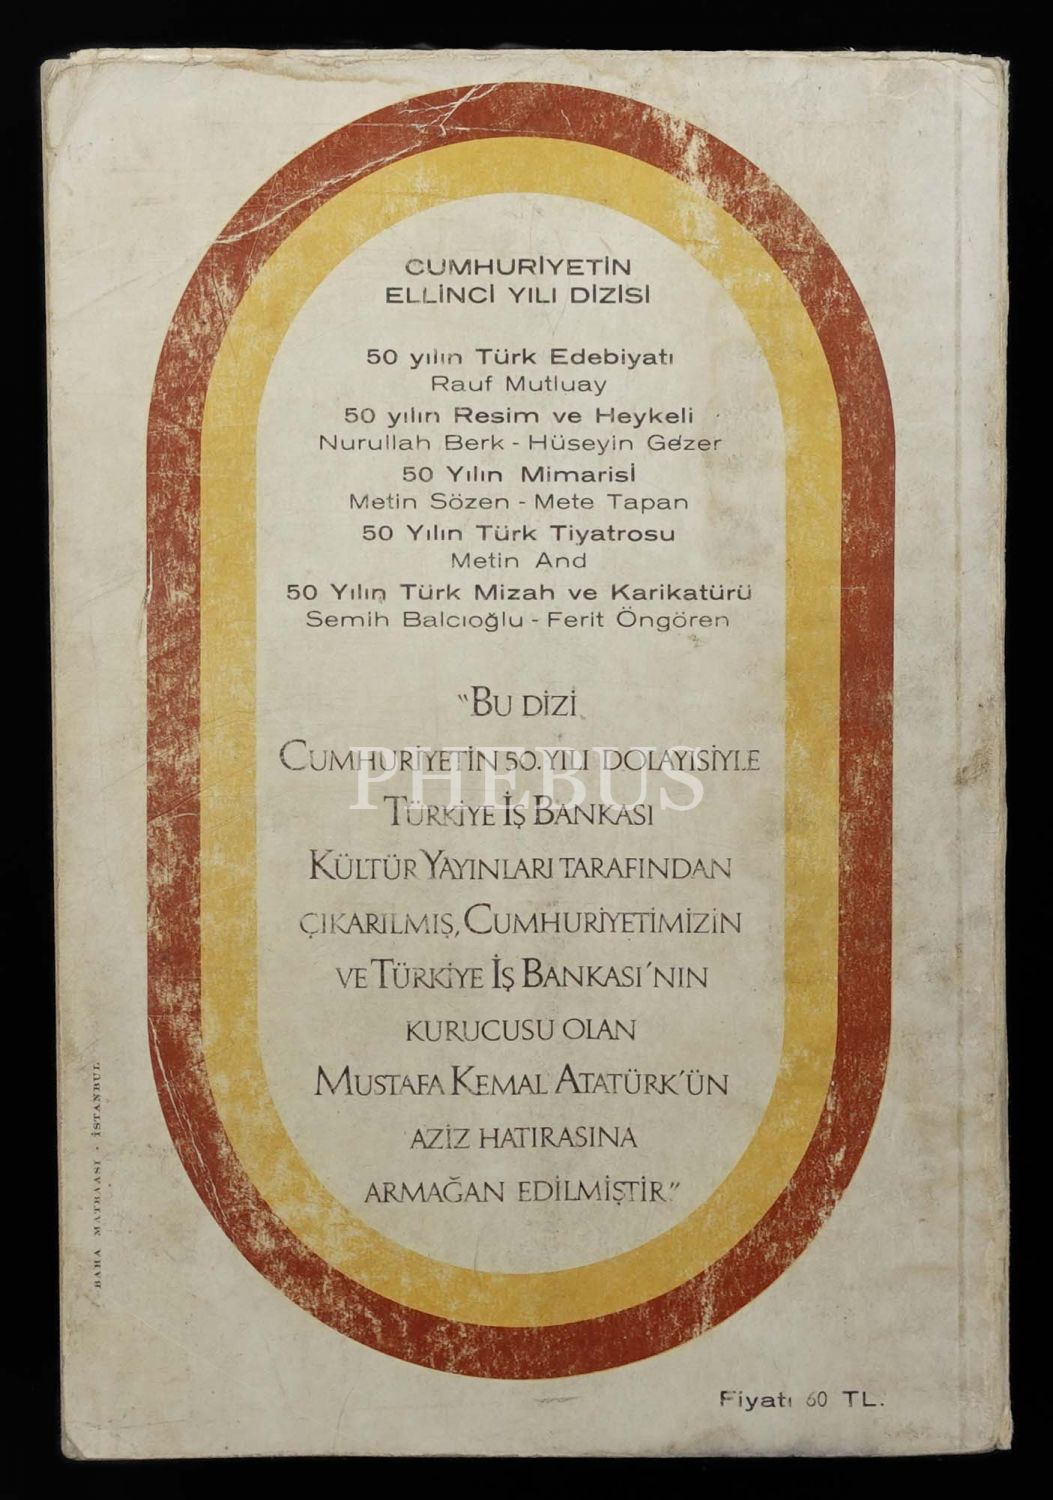 CUMHURİYETİN
ELLİNCİ YILI DİZİSİ
50 yılın Türk Edebiyatı
Rauf Mutluay
50 yılın Resim ve Heykeli
Nurullah Berk - Hüseyin Gezer
50 Yılın Mimarisi
Metin Sözen - Mete Tapan
50 Yılın Türk Tiyatrosu
Metin And
50 Yılın Türk Mizah ve Karikatürü
Semih Balcıoğlu - Ferit Öngören
"BU DİZİ
CUMHURİYETİN 50. YILI DOLAYISİYLE
TÜRKİYE İŞ BANKASI
KÜLTÜR YAYINLARI TARAFINDAN
ÇIKARILMIŞ, CUMHURİYETİMİZİN
VE TÜRKİYE İŞ BANKASI'NIN
KURUCUSU OLAN
MUSTAFA KEMAL ATATÜRK'ÜN
AZİZ HATIRASINA
ARMAĞAN EDİLMİŞTİR."
PHEBUS
BAHA MATBAASI - İSTANBUL
Fiyatı 60 TL.